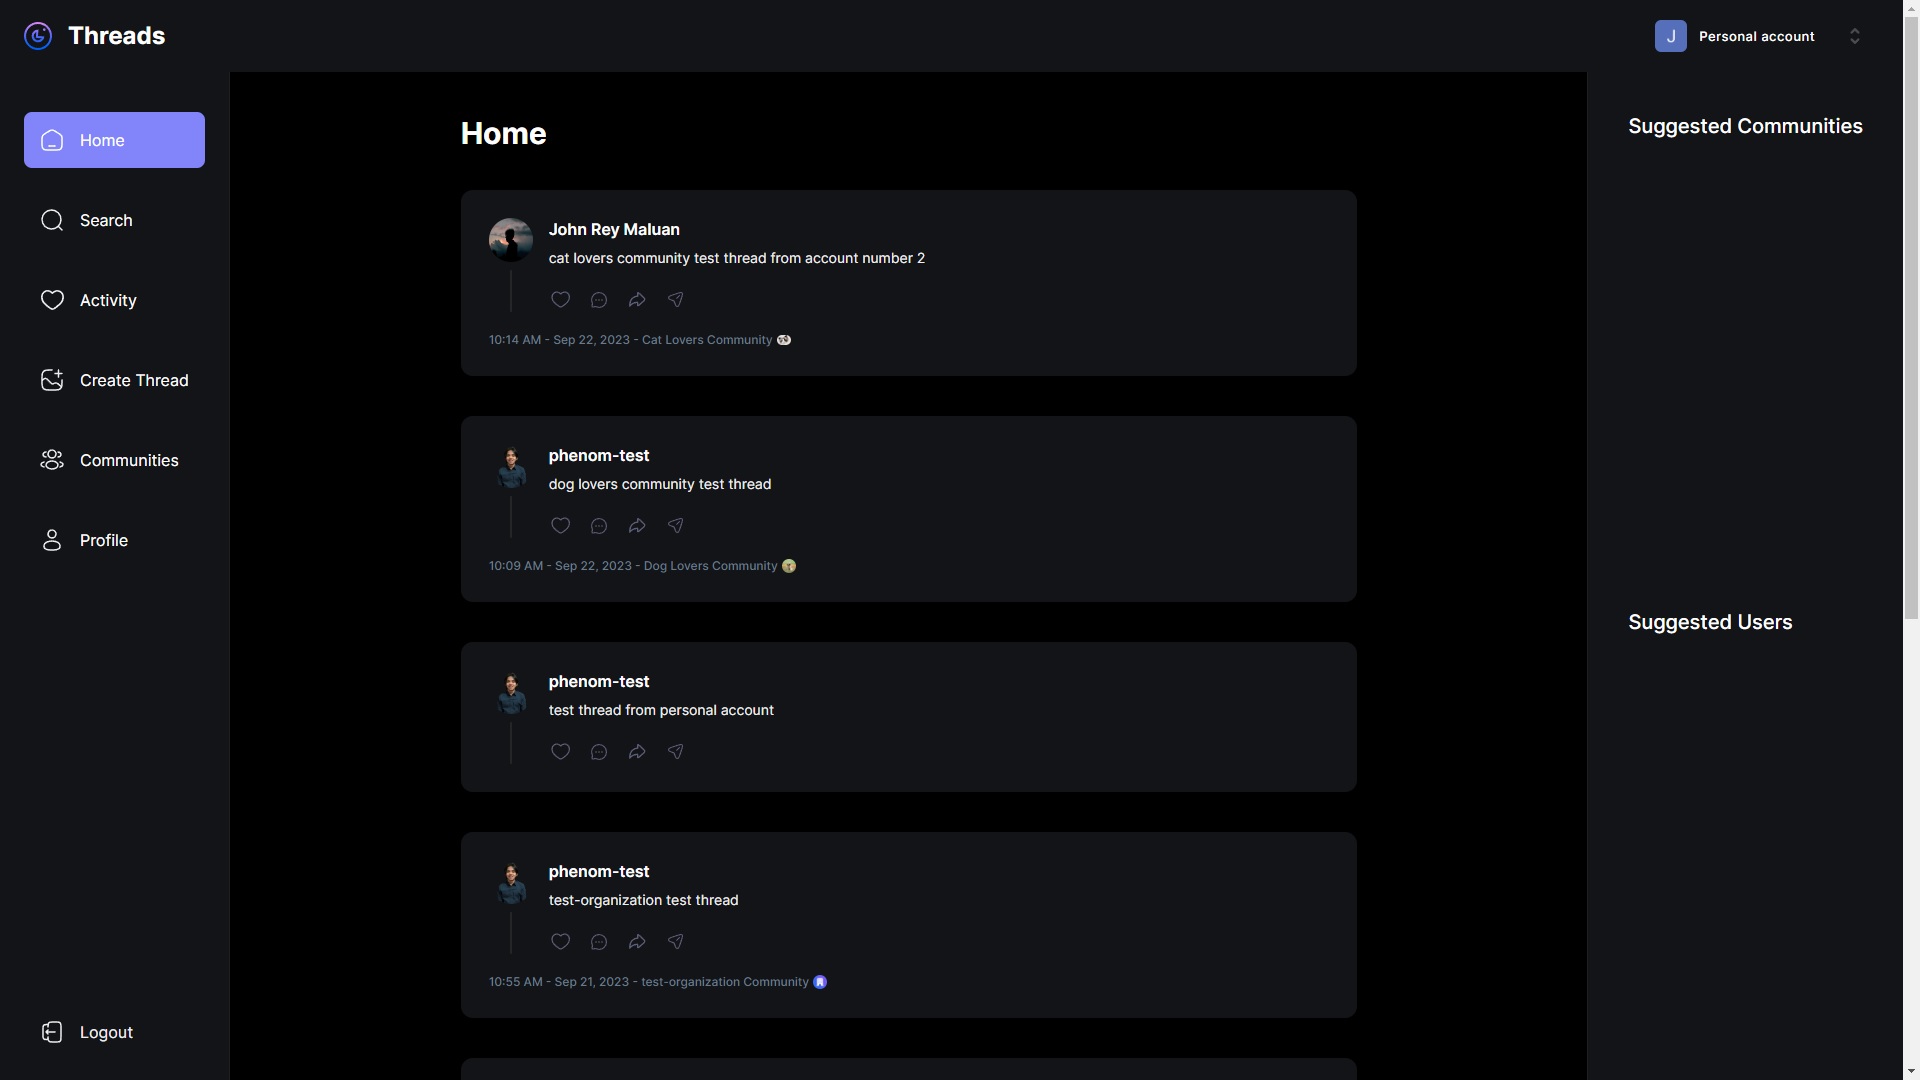 Threads
J Personal account
Home
Search
Activity
Create Thread
Communities
Profile
Logout
Home
John Rey Maluan
cat lovers community test thread from account number 2
10:14 AM - Sep 22, 2023 - Cat Lovers Community
phenom-test
dog lovers community test thread
10:09 AM - Sep 22, 2023 - Dog Lovers Community
phenom-test
test thread from personal account
phenom-test
test-organization test thread
10:55 AM - Sep 21, 2023 - test-organization Community
Suggested Communities
Suggested Users